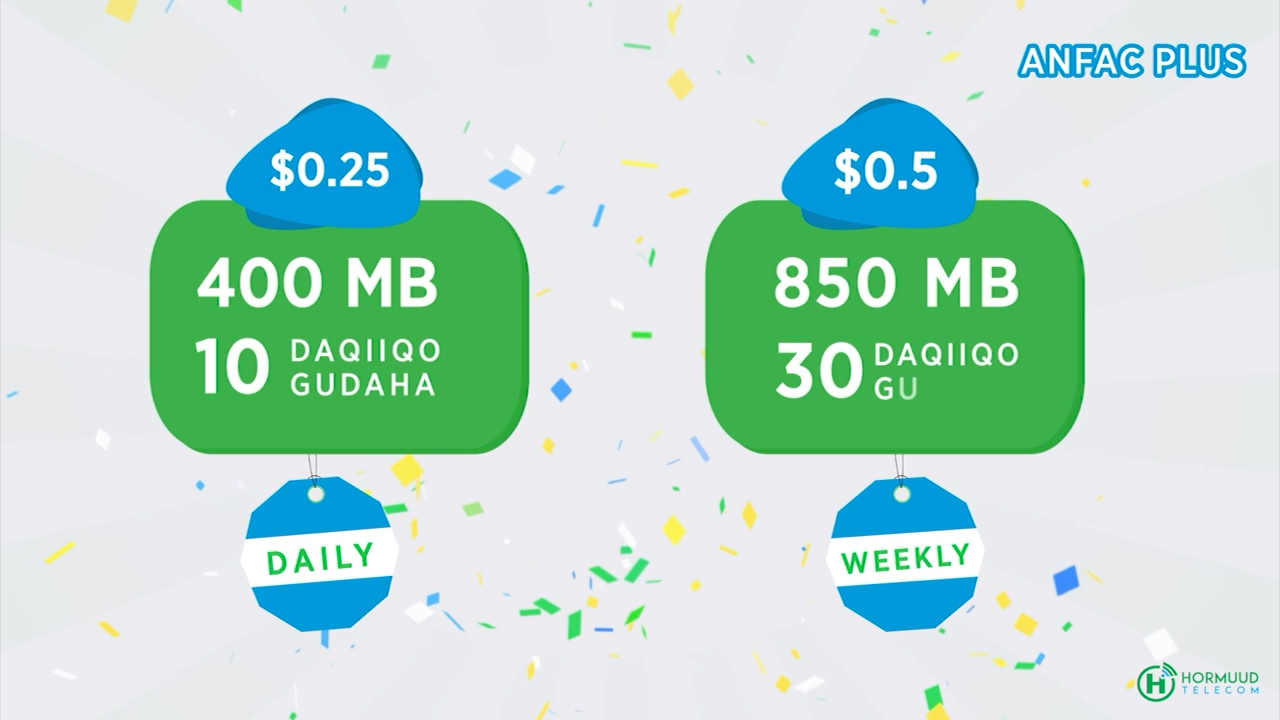 ANFAC PLUS
$0.25
400 MB
10 DAQIIQO
GUDAHA
DAILY
$0.5
850 MB
30 DAQIIQO
GU
WEEKLY
HORMUUD
TELECOM